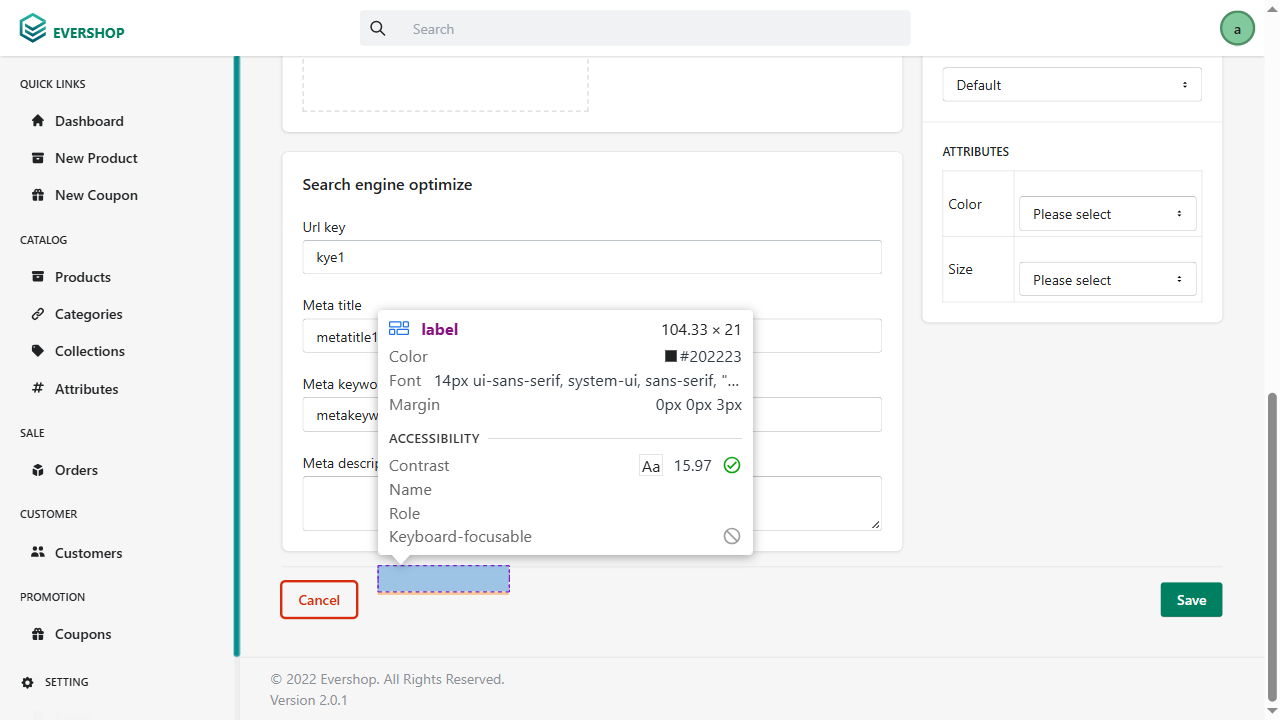 EVERSHOP
Search
a
QUICK LINKS
Dashboard
New Product
New Coupon
CATALOG
Products
Categories
Collections
Attributes
SALE
Orders
CUSTOMER
Customers
PROMOTION
Coupons
SETTING
Search engine optimize
Url key
kye1
Meta title
metatitle1
Meta keywo
metakeyw
Meta descrip
label
104.33 × 21
Color
#202223
Font
14px ui-sans-serif, system-ui, sans-serif, "…
Margin
0px 0px 3px
ACCESSIBILITY
Contrast
Aa
15.97
Name
Role
Keyboard-focusable
Cancel
Save
Default
ATTRIBUTES
Color
Please select
Size
Please select
© 2022 Evershop. All Rights Reserved.
Version 2.0.1